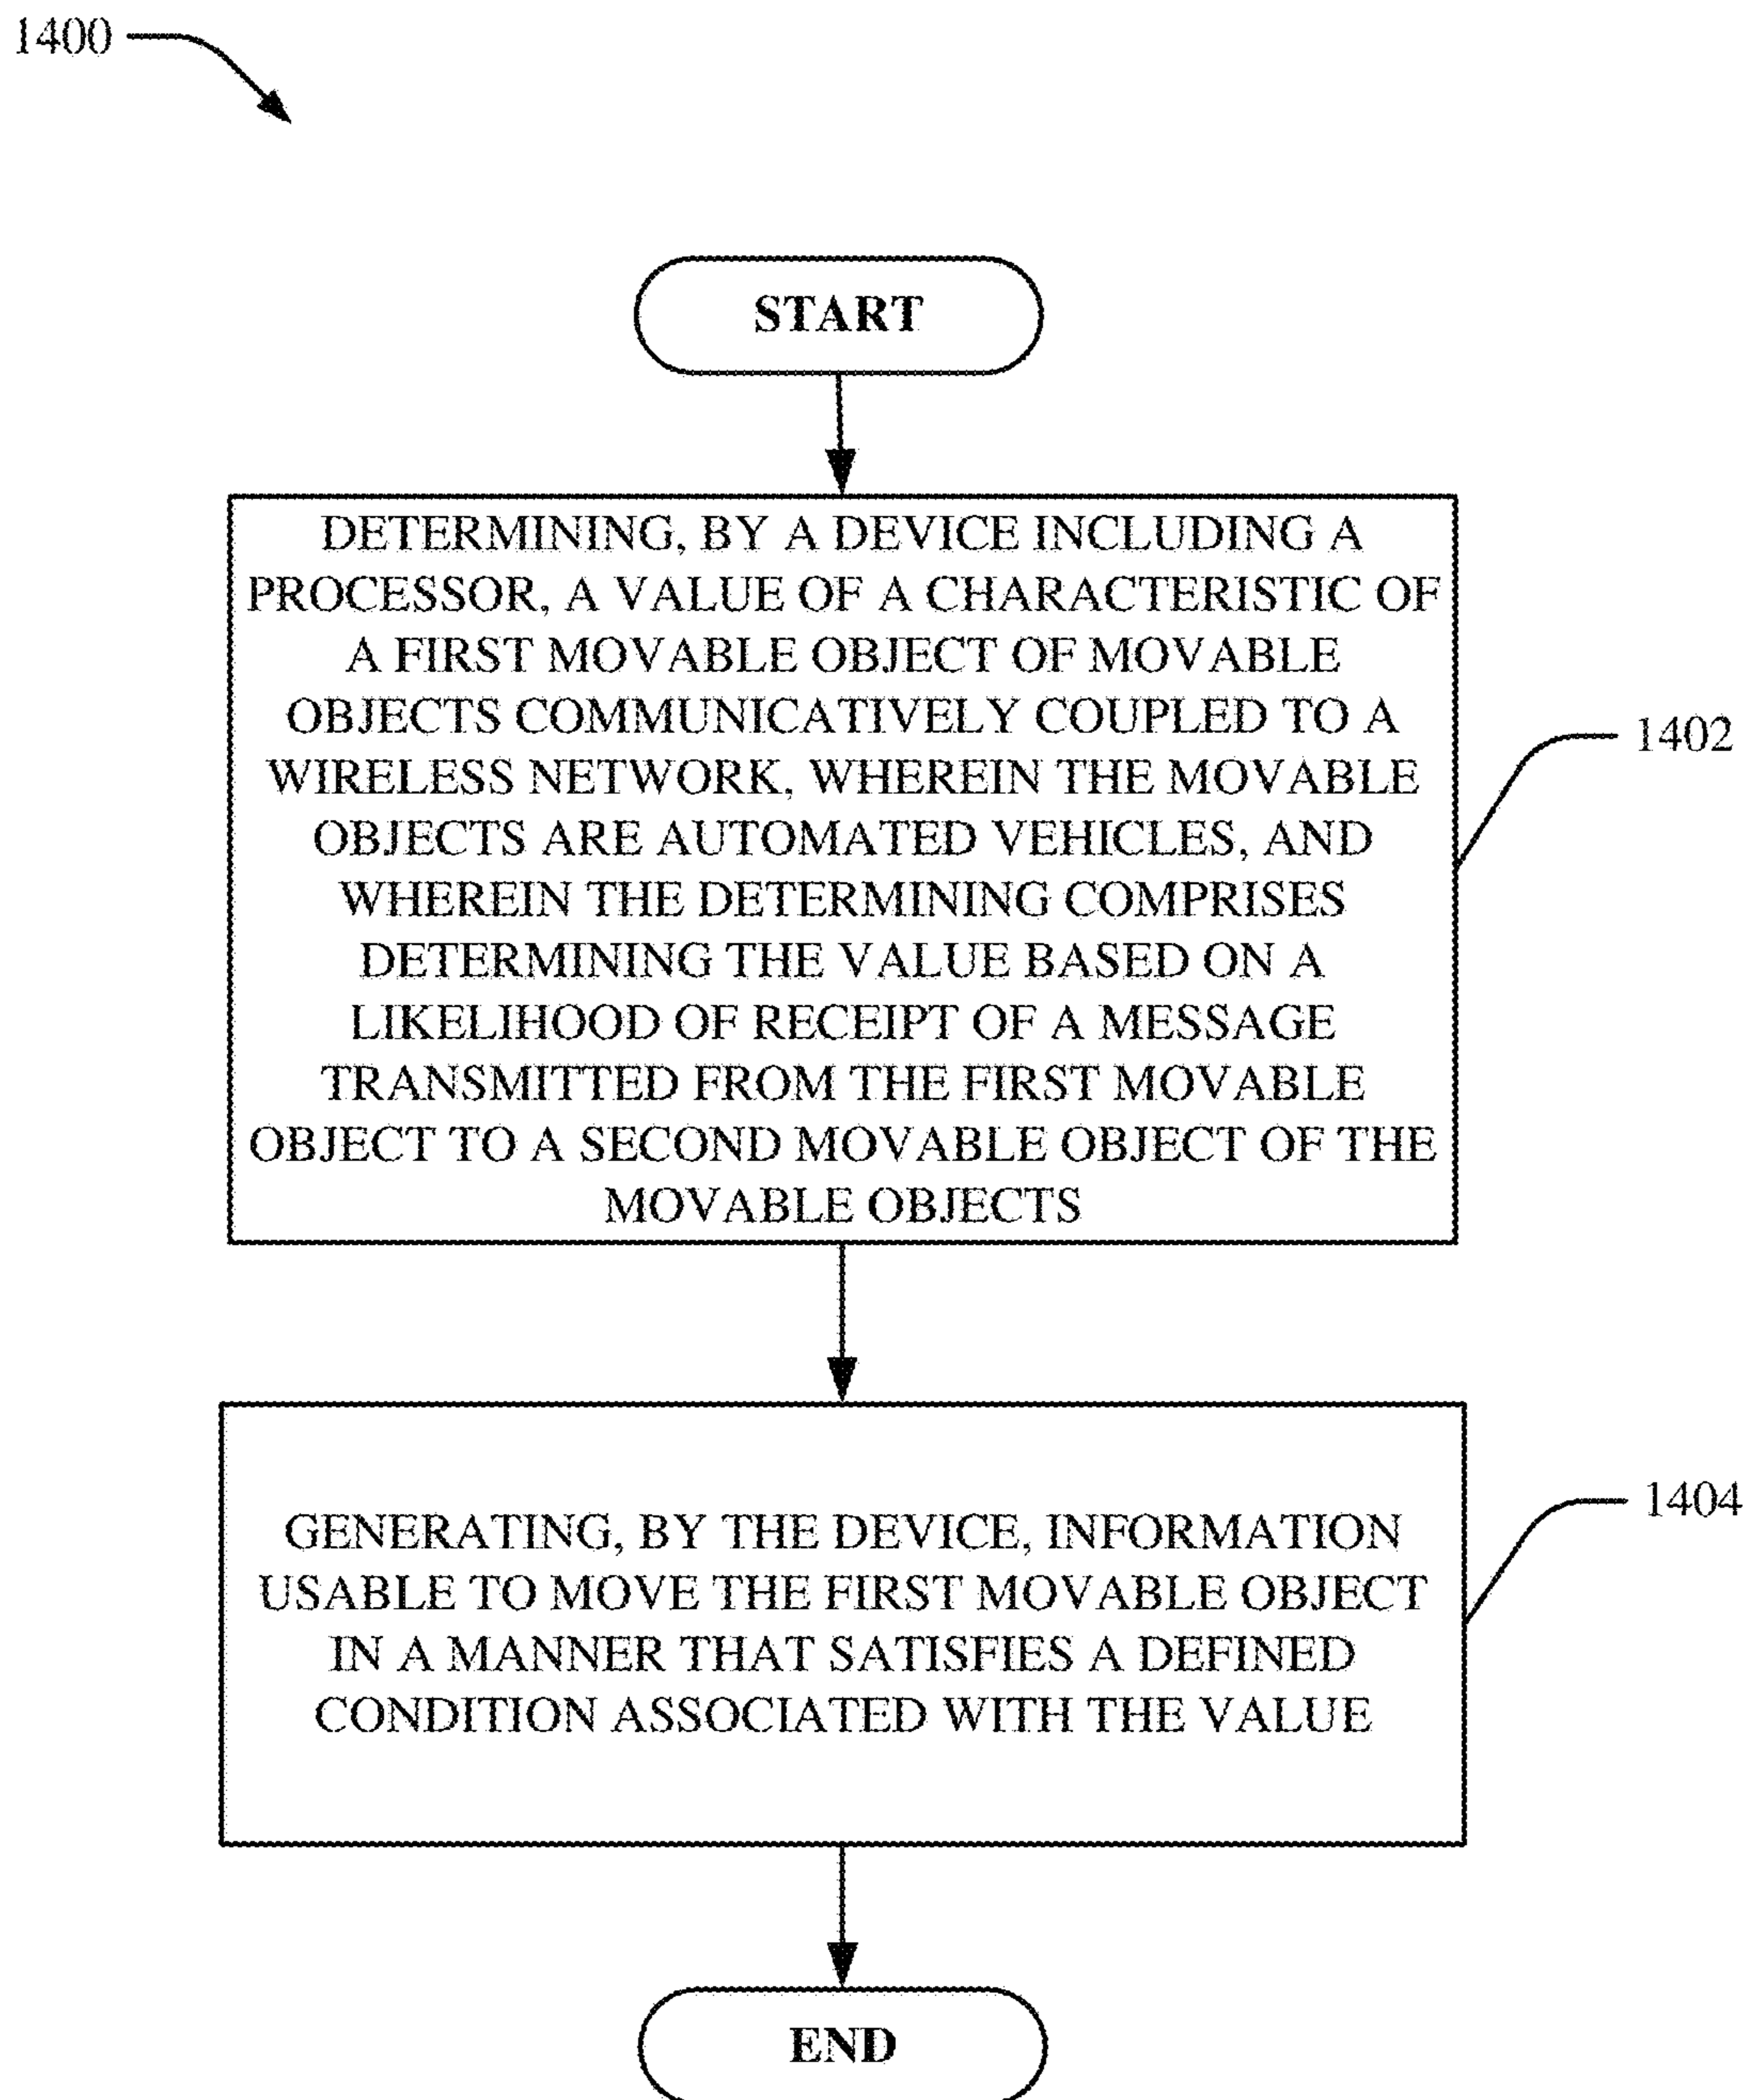 1400
START
DETERMINING, BY A DEVICE INCLUDING A
PROCESSOR, A VALUE OF A CHARACTERISTIC OF
A FIRST MOVABLE OBJECT OF MOVABLE
OBJECTS COMMUNICATIVELY COUPLED TO A
WIRELESS NETWORK, WHEREIN THE MOVABLE
OBJECTS ARE AUTOMATED VEHICLES, AND
WHEREIN THE DETERMINING COMPRISES
DETERMINING THE VALUE BASED ON A
LIKELIHOOD OF RECEIPT OF A MESSAGE
TRANSMITTED FROM THE FIRST MOVABLE
OBJECT TO A SECOND MOVABLE OBJECT OF THE
MOVABLE OBJECTS
1402
GENERATING, BY THE DEVICE, INFORMATION
USABLE TO MOVE THE FIRST MOVABLE OBJECT
IN A MANNER THAT SATISFIES A DEFINED
CONDITION ASSOCIATED WITH THE VALUE
1404
END